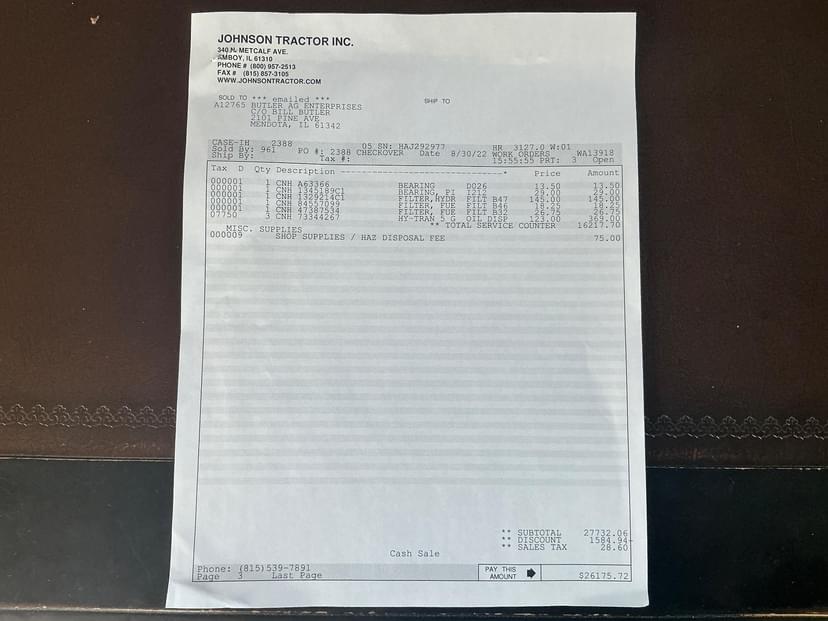 JOHNSON TRACTOR INC.
340 N. METCALF AVE.
AMBOY, IL 61310
PHONE # (800) 957-2513
FAX # (815) 857-3105
WWW.JOHNSONTRACTOR.COM
SOLD TO *** emailed *** SHIP TO
A12765 BUTLER AG ENTERPRISES
C/O BILL BUTLER
2101 PINE AVE
MENDOTA, IL 61342
CASE-IH 2388 05 SN: HAJ292977 HR 3127.0 W:01
Sold By: 961 PO #: 2388 CHECKOVER Date 8/30/22 WORK ORDERS WA13918
Ship By: Tax #: 15:55:55 PRT: 3 Open
Tax D Qty Description -----------------------------------* Price Amount
000001 1 CNH A63366 BEARING D026 13.50 13.50
000001 1 CNH 1345189C1 BEARING, PI I212 29.00 29.00
000001 1 CNH 1329214C1 FILTER,HYDR FILT B47 145.00 145.00
000001 1 CNH 84557099 FILTER, FUE FILT B46 18.25 18.25
000001 1 CNH 47387534 FILTER, FUE FILT B32 26.75 26.75
07750 3 CNH 73344267 HY-TRAN 5 G OIL DISP 123.00 369.00
** TOTAL SERVICE COUNTER 16217.70
MISC. SUPPLIES
000009 SHOP SUPPLIES / HAZ DISPOSAL FEE 75.00
** SUBTOTAL 27732.06
** DISCOUNT 1584.94-
** SALES TAX 28.60
Cash Sale
Phone: (815)539-7891
Page 3 Last Page
PAY THIS AMOUNT $26175.72